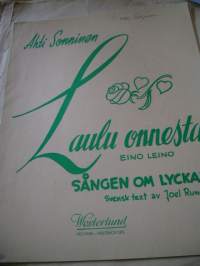 Ahti Sonninen
Laulu onnesta
EINO LEINO
SÅNGEN OM LYCKA
Svensk text av Joel Run
Westerlund